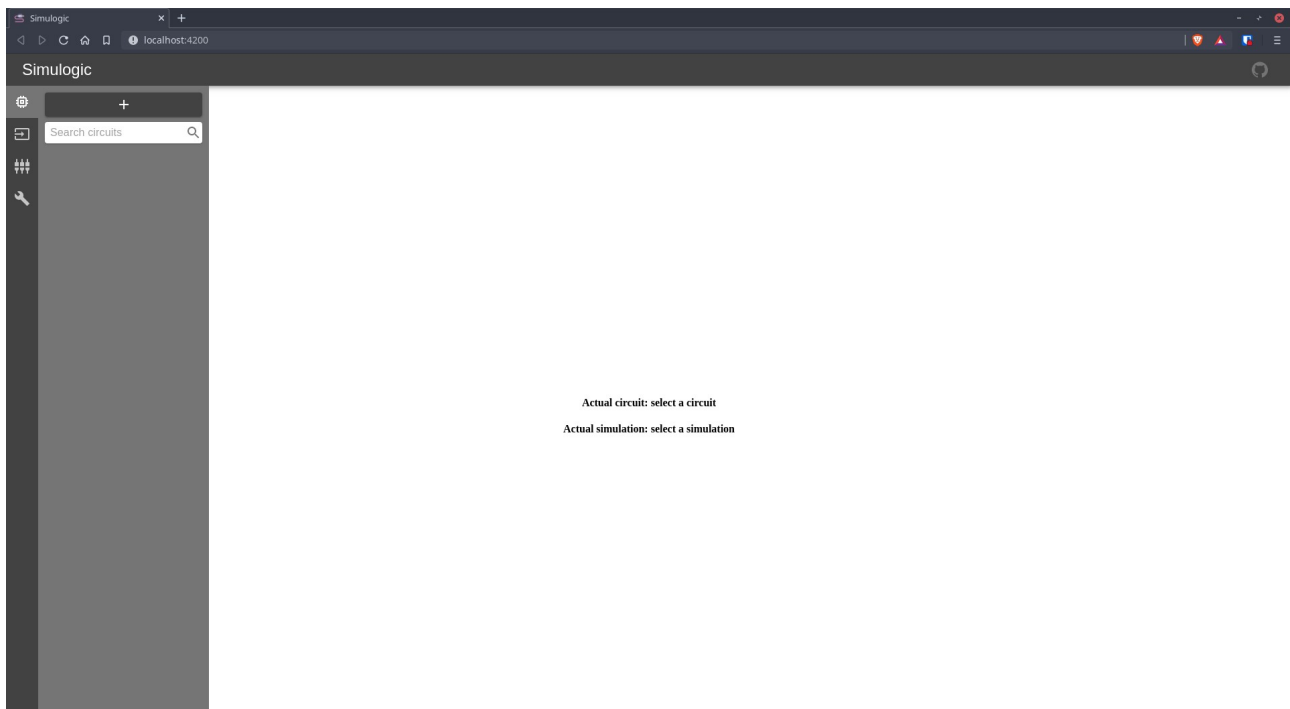 Simulogic
localhost:4200
Simulogic
Search circuits
Actual circuit: select a circuit
Actual simulation: select a simulation